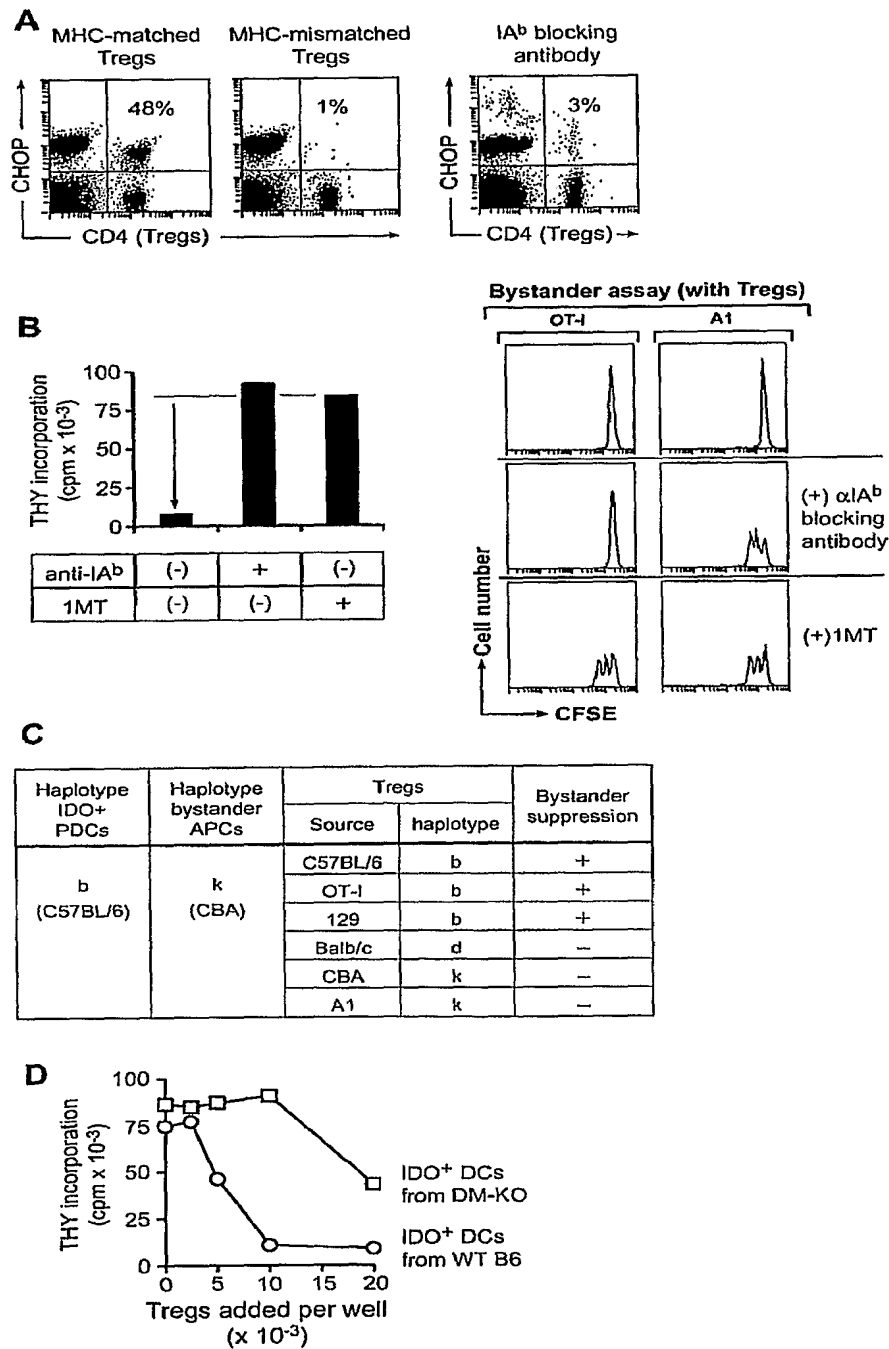 A
MHC-matched
Tregs
MHC-mismatched
Tregs
IAb blocking
antibody
48%
1%
3%
CHOP
CHOP
CD4 (Tregs)
CD4 (Tregs)
B
THY incorporation
(cpm x 10-3)
100
75
50
25
0
anti-IAb (-) + (-)
1MT (-) (-) +
Bystander assay (with Tregs)
OT-I A1
(+) αIAb
blocking
antibody
(+)1MT
Cell number
CFSE
C
Haplotype
IDO+
PDCs
Haplotype
bystander
APCs
Tregs
Source haplotype
Bystander
suppression
b
(C57BL/6)
k
(CBA)
C57BL/6 b +
OT-I b +
129 b +
Balb/c d −
CBA k −
A1 k −
D
THY incorporation
(cpm x 10-3)
100
75
50
25
0
0 5 10 15 20
Tregs added per well
(x 10-3)
IDO+ DCs
from DM-KO
IDO+ DCs
from WT B6